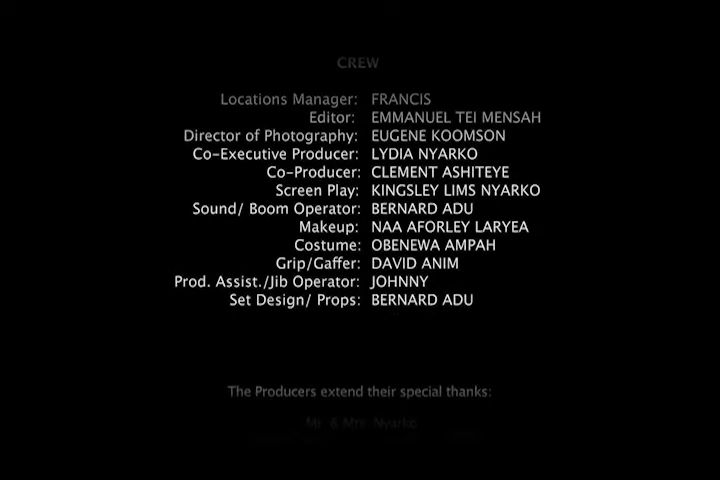 CREW
Locations Manager: FRANCIS
Editor: EMMANUEL TEI MENSAH
Director of Photography: EUGENE KOOMSON
Co-Executive Producer: LYDIA NYARKO
Co-Producer: CLEMENT ASHITEYE
Screen Play: KINGSLEY LIMS NYARKO
Sound/ Boom Operator: BERNARD ADU
Makeup: NAA AFORLEY LARYEA
Costume: OBENEWA AMPAH
Grip/Gaffer: DAVID ANIM
Prod. Assist./Jib Operator: JOHNNY
Set Design/ Props: BERNARD ADU
The Producers extend their special thanks:
Mr. & Mrs. Nyarko